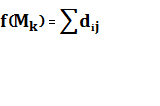 f(M_k) = ∑d_ij